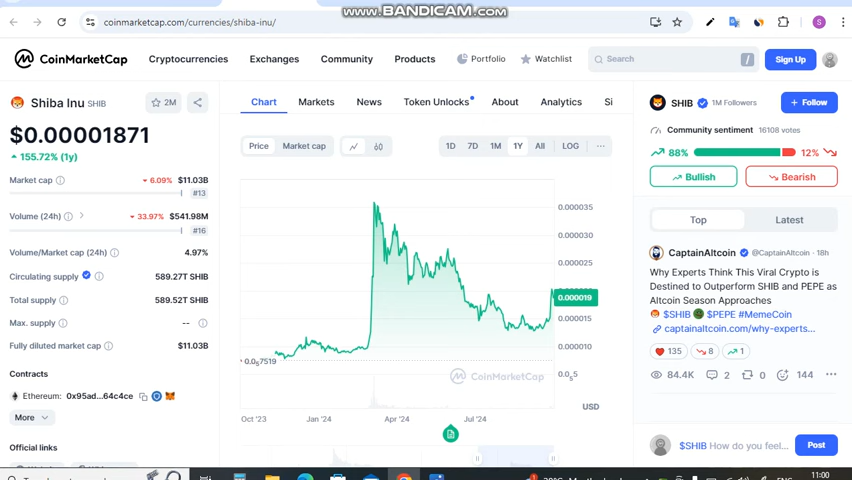 www.BANDICAM.com
coinmarketcap.com/currencies/shiba-inu/
S
CoinMarketCap
Cryptocurrencies
Exchanges
Community
Products
Portfolio
Watchlist
Search
/
Sign Up
Shiba Inu SHIB
2M
$0.00001871
155.72% (1y)
Market cap
6.09% $11.03B
#13
Volume (24h)
33.97% $541.98M
#16
Volume/Market cap (24h)
4.97%
Circulating supply
589.27T SHIB
Total supply
589.52T SHIB
Max. supply
--
Fully diluted market cap
$11.03B
Contracts
Ethereum: 0x95ad...64c4ce
More
Official links
Chart
Markets
News
Token Unlocks
About
Analytics
Si
Price
Market cap
1D
7D
1M
1Y
All
LOG
...
0.000035
0.000030
0.000025
0.000019
0.000015
0.000010
0.0₅5
0.0₅7519
CoinMarketCap
USD
Oct '23
Jan '24
Apr '24
Jul '24
SHIB
1M Followers
+ Follow
Community sentiment 16108 votes
88%
12%
Bullish
Bearish
Top
Latest
CaptainAltcoin @CaptainAltcoin · 18h
Why Experts Think This Viral Crypto is
Destined to Outperform SHIB and PEPE as
Altcoin Season Approaches
$SHIB $PEPE #MemeCoin
captainaltcoin.com/why-experts...
135
8
1
84.4K
2
0
144
...
$SHIB How do you feel...
Post
ENG
11:00